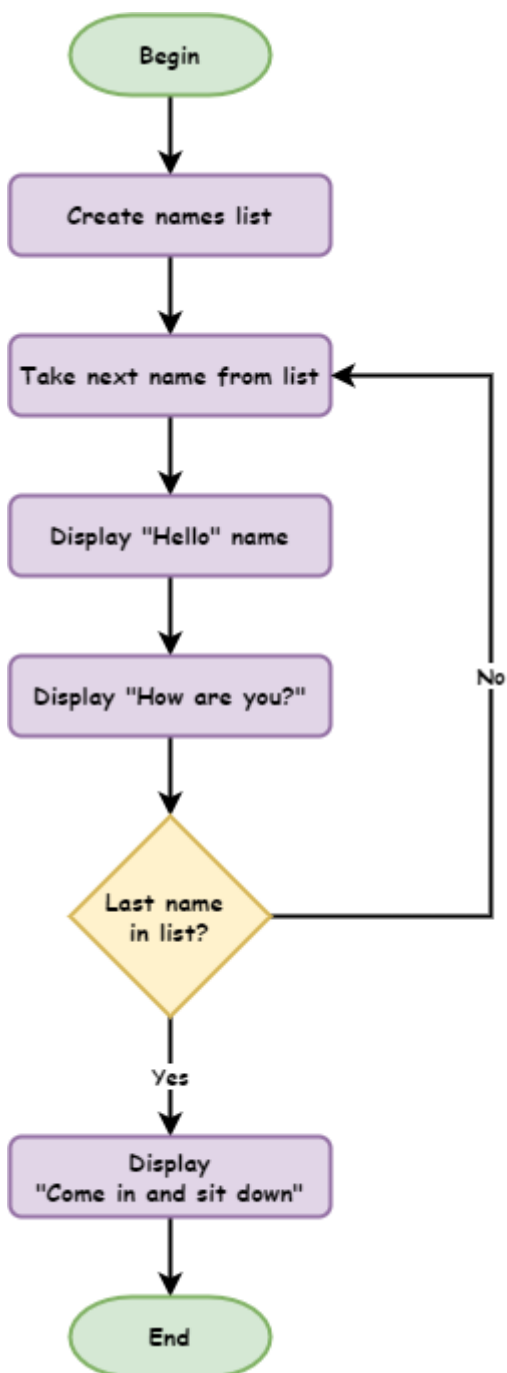 Begin
Create names list
Take next name from list
Display "Hello" name
Display "How are you?"
No
Last name
in list?
Yes
Display
"Come in and sit down"
End